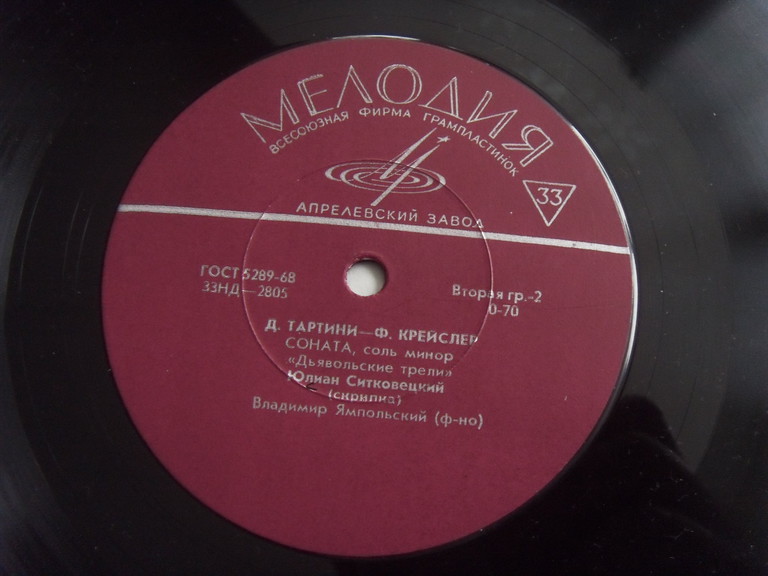 МЕЛОДИЯ
ВСЕСОЮЗНАЯ ФИРМА ГРАМПЛАСТИНОК
33
АПРЕЛЕВСКИЙ ЗАВОД
ГОСТ 5289-68
33НД—2805
Вторая гр.-2
0-70
Д. ТАРТИНИ—Ф. КРЕЙСЛЕР
СОНАТА, соль минор
«Дьявольские трели»
Юлиан Ситковецкий
(скрипка)
Владимир Ямпольский (ф-но)